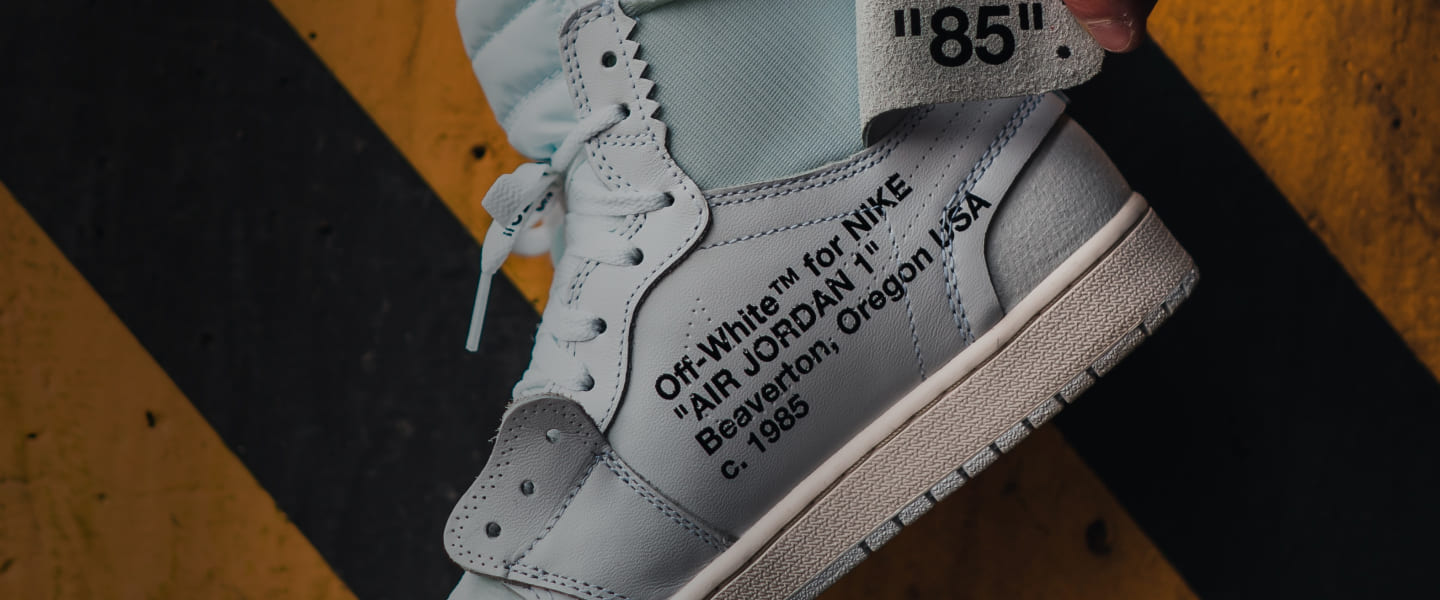 "85"
Off-White™ for NIKE
"AIR JORDAN 1"
Beaverton, Oregon USA
c. 1985